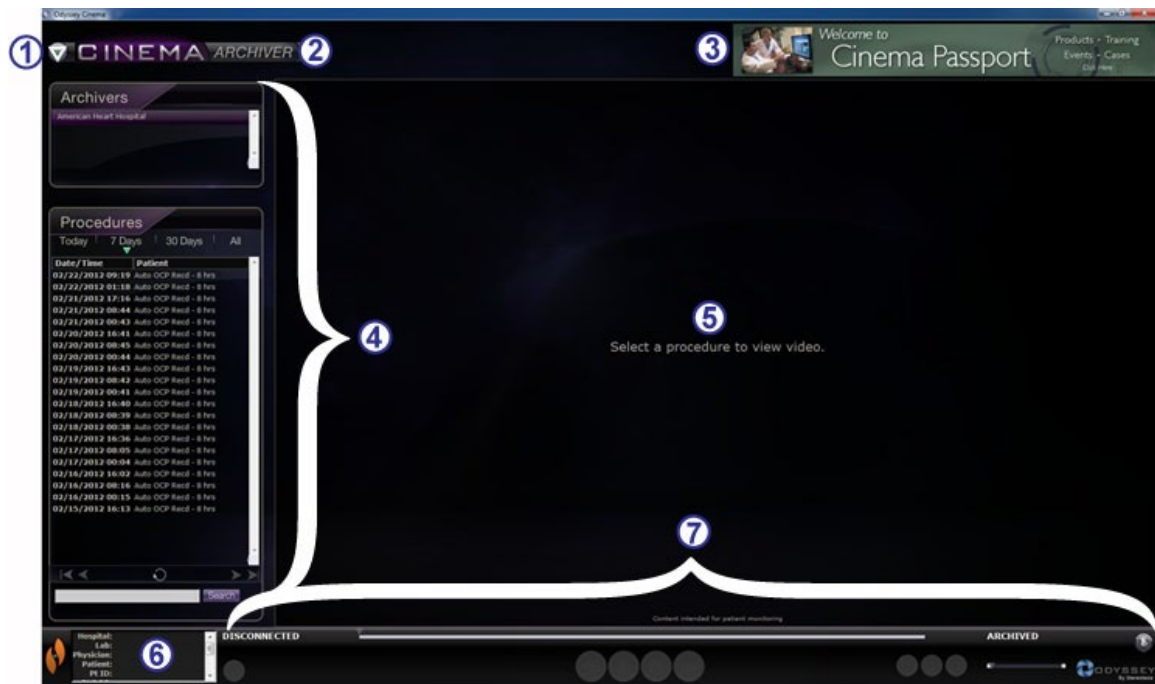 Odyssey Cinema
1
CINEMA ARCHIVER
2
3
Welcome to
Cinema Passport
Products - Training
Events - Cases
Click Here
Archivers
American Heart Hospital
Procedures
Today 7 Days 30 Days All
Date/Time Patient
02/22/2012 09:19 Auto OCP Recd - 8 hrs
02/22/2012 01:18 Auto OCP Recd - 8 hrs
02/21/2012 17:16 Auto OCP Recd - 8 hrs
02/21/2012 08:44 Auto OCP Recd - 8 hrs
02/21/2012 00:43 Auto OCP Recd - 8 hrs
02/20/2012 16:41 Auto OCP Recd - 8 hrs
02/20/2012 08:45 Auto OCP Recd - 8 hrs
02/20/2012 00:44 Auto OCP Recd - 8 hrs
02/19/2012 16:43 Auto OCP Recd - 8 hrs
02/19/2012 08:42 Auto OCP Recd - 8 hrs
02/19/2012 00:41 Auto OCP Recd - 8 hrs
02/18/2012 16:40 Auto OCP Recd - 8 hrs
02/18/2012 08:39 Auto OCP Recd - 8 hrs
02/18/2012 00:38 Auto OCP Recd - 8 hrs
02/17/2012 16:36 Auto OCP Recd - 8 hrs
02/17/2012 08:05 Auto OCP Recd - 8 hrs
02/17/2012 00:04 Auto OCP Recd - 8 hrs
02/16/2012 16:02 Auto OCP Recd - 8 hrs
02/16/2012 08:16 Auto OCP Recd - 8 hrs
02/16/2012 00:15 Auto OCP Recd - 8 hrs
02/15/2012 16:13 Auto OCP Recd - 8 hrs
Search
4
5
Select a procedure to view video.
7
Content intended for patient monitoring
Hospital:
Lab:
Physician:
Patient:
Pt ID:
6
DISCONNECTED
ARCHIVED
ODYSSEY
By Stereotaxis